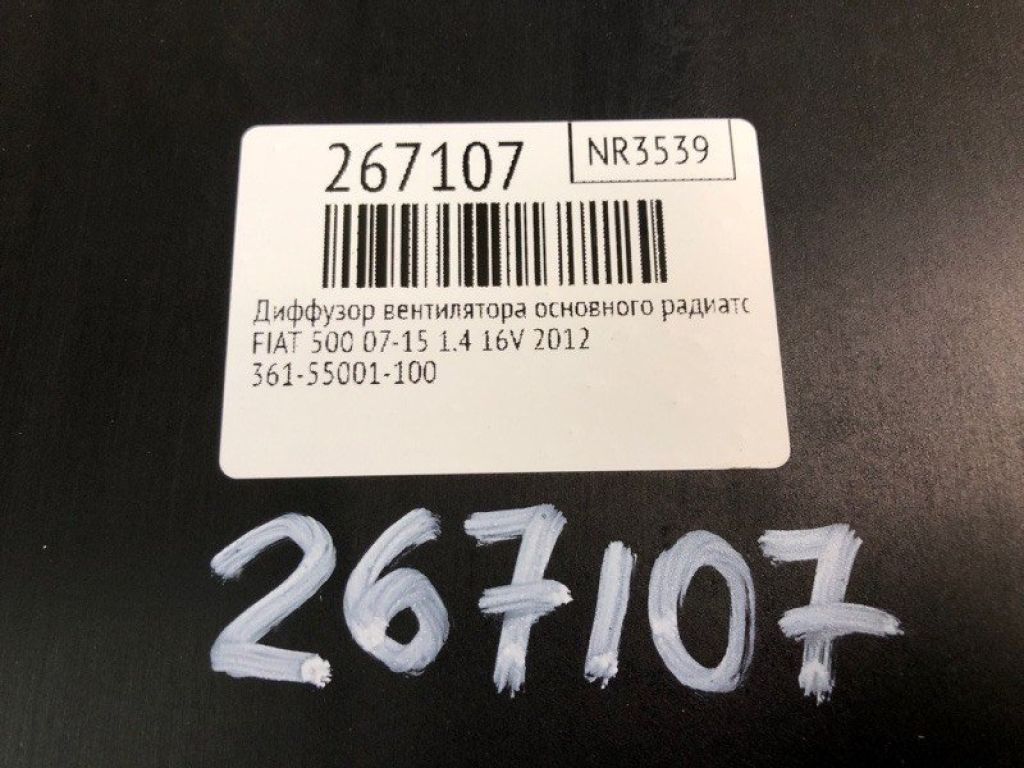 267107
NR3539
Диффузор вентилятора основного радиатс
FIAT 500 07-15 1.4 16V 2012
361-55001-100
267107